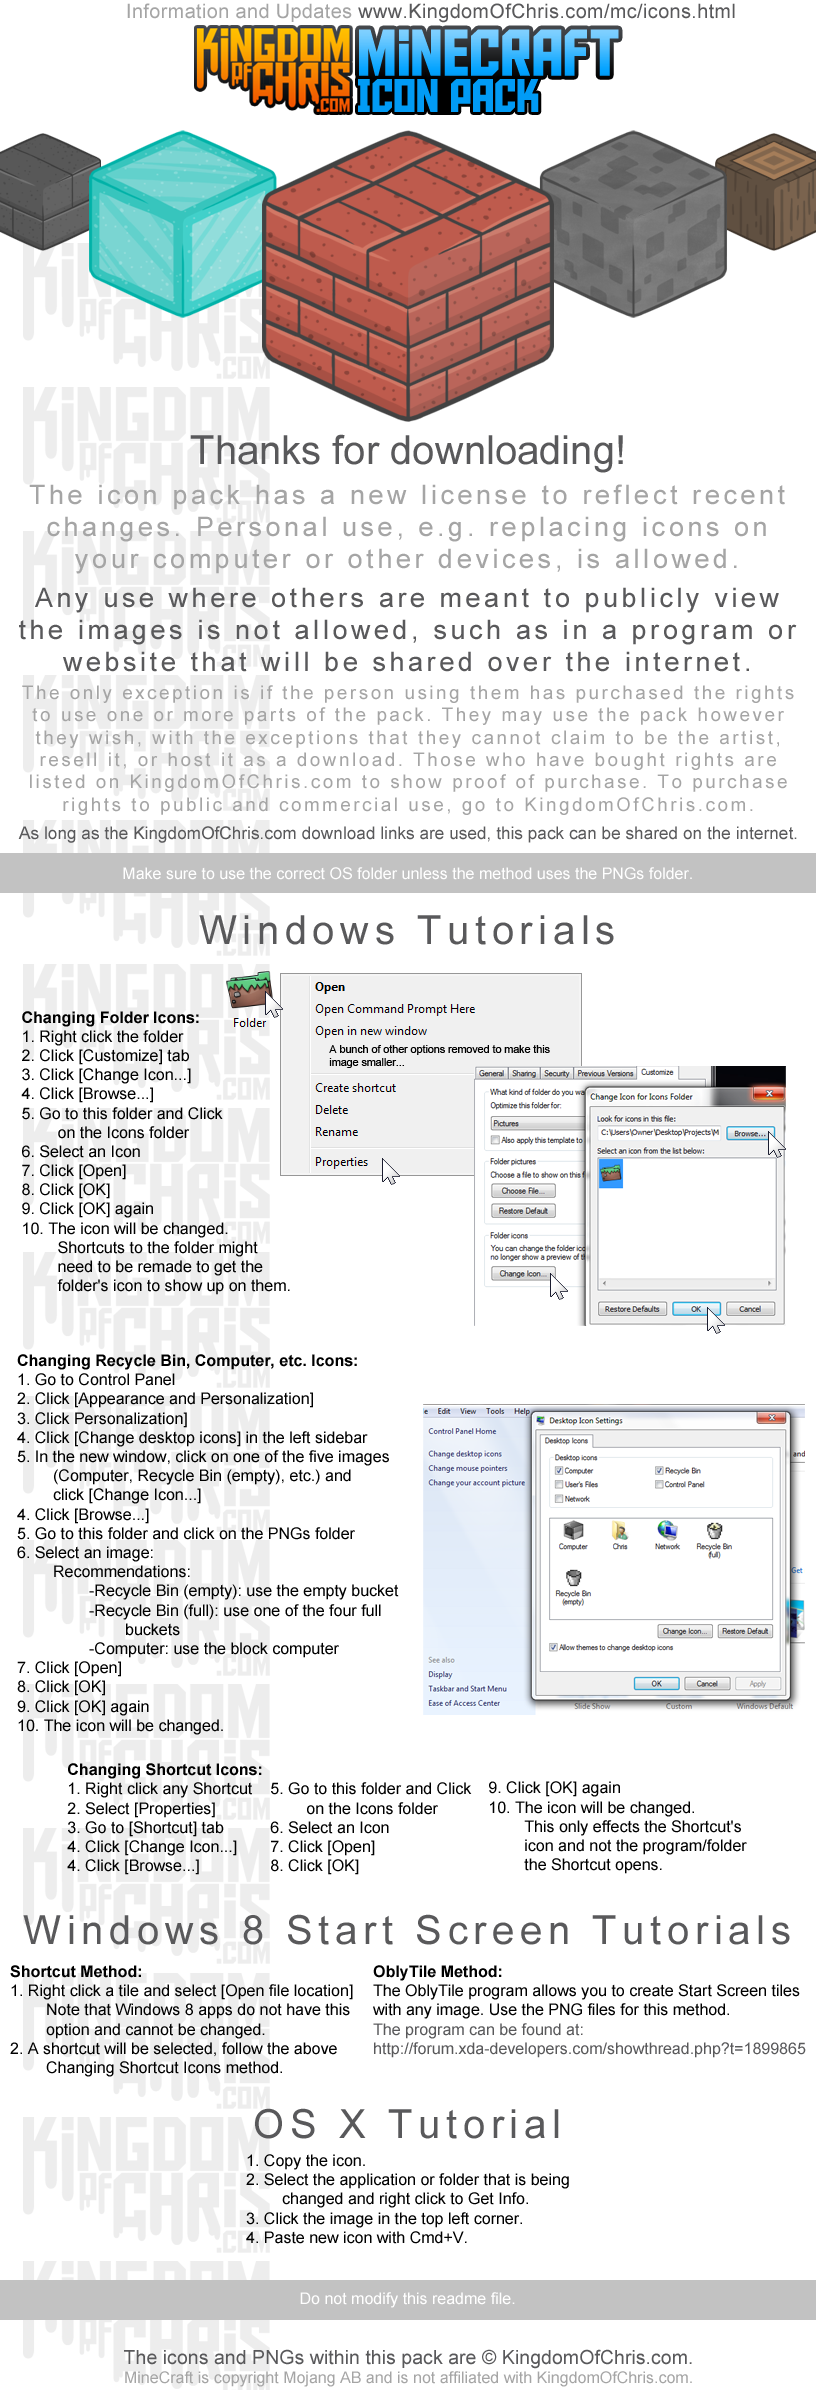 Information and Updates www.KingdomOfChris.com/mc/icons.html
KiNGDOM OF CHRiS .COM
MiNECRAFT ICON PACK
Thanks for downloading!
The icon pack has a new license to reflect recent
changes. Personal use, e.g. replacing icons on
your computer or other devices, is allowed.
Any use where others are meant to publicly view
the images is not allowed, such as in a program or
website that will be shared over the internet.
The only exception is if the person using them has purchased the rights
to use one or more parts of the pack. They may use the pack however
they wish, with the exceptions that they cannot claim to be the artist,
resell it, or host it as a download. Those who have bought rights are
listed on KingdomOfChris.com to show proof of purchase. To purchase
rights to public and commercial use, go to KingdomOfChris.com.
As long as the KingdomOfChris.com download links are used, this pack can be shared on the internet.
Make sure to use the correct OS folder unless the method uses the PNGs folder.
Windows Tutorials
Changing Folder Icons:
1. Right click the folder
2. Click [Customize] tab
3. Click [Change Icon...]
4. Click [Browse...]
5. Go to this folder and Click
on the Icons folder
6. Select an Icon
7. Click [Open]
8. Click [OK]
9. Click [OK] again
10. The icon will be changed.
Shortcuts to the folder might
need to be remade to get the
folder's icon to show up on them.
Folder
Open
Open Command Prompt Here
Open in new window
A bunch of other options removed to make this
image smaller...
Create shortcut
Delete
Rename
Properties
General Sharing Security Previous Versions Customize
What kind of folder do you wa
Optimize this folder for:
Pictures
Also apply this template to
Folder pictures
Choose a file to show on this f
Choose File...
Restore Default
Folder icons
You can change the folder ico
no longer show a preview of th
Change Icon...
Change Icon for Icons Folder
Look for icons in this file:
C:\Users\Owner\Desktop\Projects\M
Browse...
Select an icon from the list below:
Restore Defaults OK Cancel
Changing Recycle Bin, Computer, etc. Icons:
1. Go to Control Panel
2. Click [Appearance and Personalization]
3. Click Personalization]
4. Click [Change desktop icons] in the left sidebar
5. In the new window, click on one of the five images
(Computer, Recycle Bin (empty), etc.) and
click [Change Icon...]
4. Click [Browse...]
5. Go to this folder and click on the PNGs folder
6. Select an image:
Recommendations:
-Recycle Bin (empty): use the empty bucket
-Recycle Bin (full): use one of the four full
buckets
-Computer: use the block computer
7. Click [Open]
8. Click [OK]
9. Click [OK] again
10. The icon will be changed.
e Edit View Tools Help
Control Panel Home
Change desktop icons
Change mouse pointers
Change your account picture
See also
Display
Taskbar and Start Menu
Ease of Access Center
Desktop Icon Settings
Desktop Icons
Desktop icons
Computer Recycle Bin
User's Files Control Panel
Network
Computer Chris Network Recycle Bin (full)
Recycle Bin (empty)
Change Icon... Restore Default
Allow themes to change desktop icons
OK Cancel Apply
and
Get
Slide Show Custom Windows Default
Changing Shortcut Icons:
1. Right click any Shortcut
2. Select [Properties]
3. Go to [Shortcut] tab
4. Click [Change Icon...]
4. Click [Browse...]
5. Go to this folder and Click
on the Icons folder
6. Select an Icon
7. Click [Open]
8. Click [OK]
9. Click [OK] again
10. The icon will be changed.
This only effects the Shortcut's
icon and not the program/folder
the Shortcut opens.
Windows 8 Start Screen Tutorials
Shortcut Method:
1. Right click a tile and select [Open file location]
Note that Windows 8 apps do not have this
option and cannot be changed.
2. A shortcut will be selected, follow the above
Changing Shortcut Icons method.
OblyTile Method:
The OblyTile program allows you to create Start Screen tiles
with any image. Use the PNG files for this method.
The program can be found at:
http://forum.xda-developers.com/showthread.php?t=1899865
OS X Tutorial
1. Copy the icon.
2. Select the application or folder that is being
changed and right click to Get Info.
3. Click the image in the top left corner.
4. Paste new icon with Cmd+V.
Do not modify this readme file.
The icons and PNGs within this pack are © KingdomOfChris.com.
MineCraft is copyright Mojang AB and is not affiliated with KingdomOfChris.com.